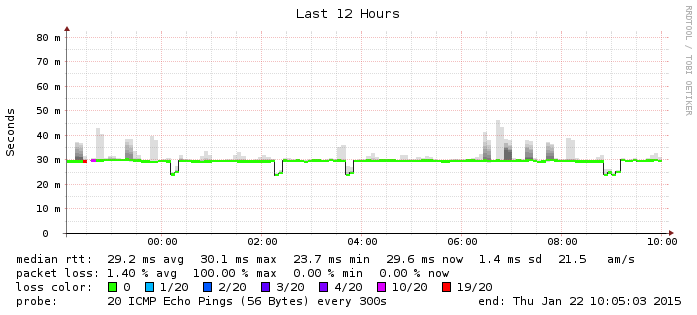 Last 12 Hours
RRDTOOL / TOBI OETIKER
Seconds
80 m
70 m
60 m
50 m
40 m
30 m
20 m
10 m
0
00:00 02:00 04:00 06:00 08:00 10:00
median rtt: 29.2 ms avg 30.1 ms max 23.7 ms min 29.6 ms now 1.4 ms sd 21.5 am/s
packet loss: 1.40 % avg 100.00 % max 0.00 % min 0.00 % now
loss color: 0 1/20 2/20 3/20 4/20 10/20 19/20
probe: 20 ICMP Echo Pings (56 Bytes) every 300s end: Thu Jan 22 10:05:03 2015